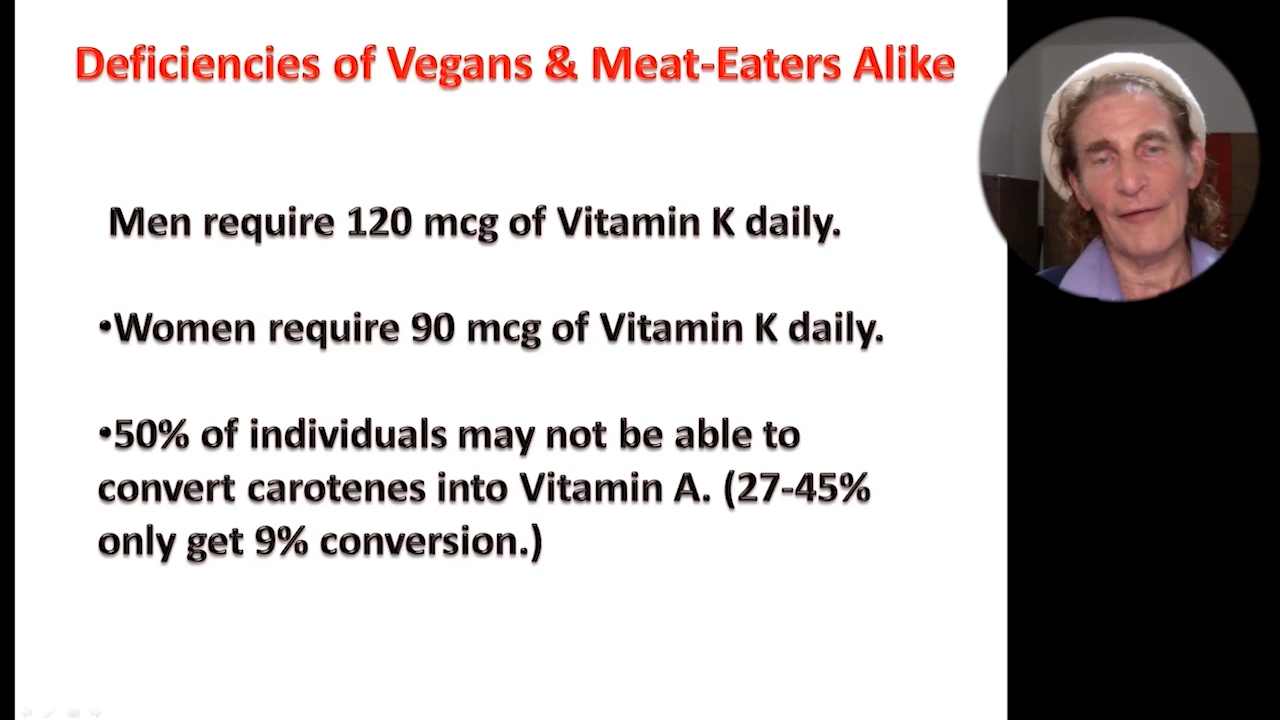 Deficiencies of Vegans & Meat-Eaters Alike
Men require 120 mcg of Vitamin K daily.
•Women require 90 mcg of Vitamin K daily.
•50% of individuals may not be able to
convert carotenes into Vitamin A. (27-45%
only get 9% conversion.)